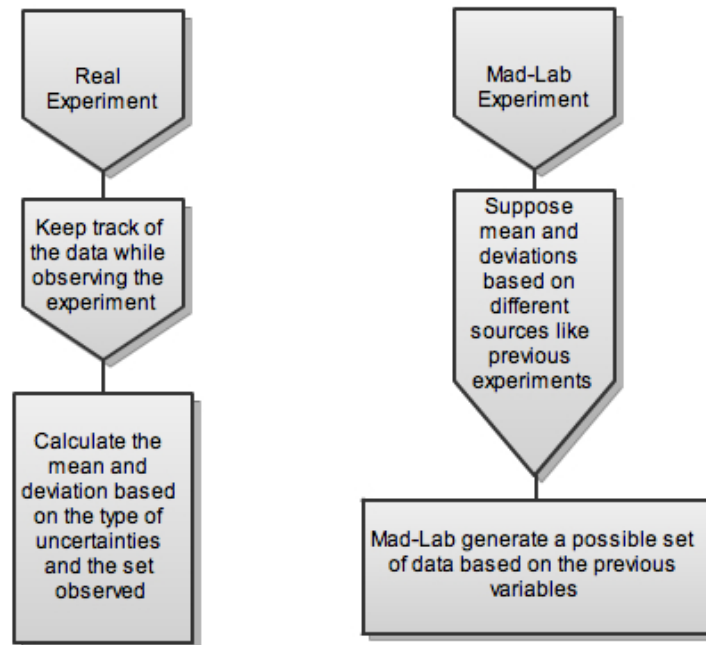 Real
Experiment
Keep track of
the data while
observing the
experiment
Calculate the
mean and
deviation based
on the type of
uncertainties
and the set
observed
Mad-Lab
Experiment
Suppose
mean and
deviations
based on
different
sources like
previous
experiments
Mad-Lab generate a possible set
of data based on the previous
variables